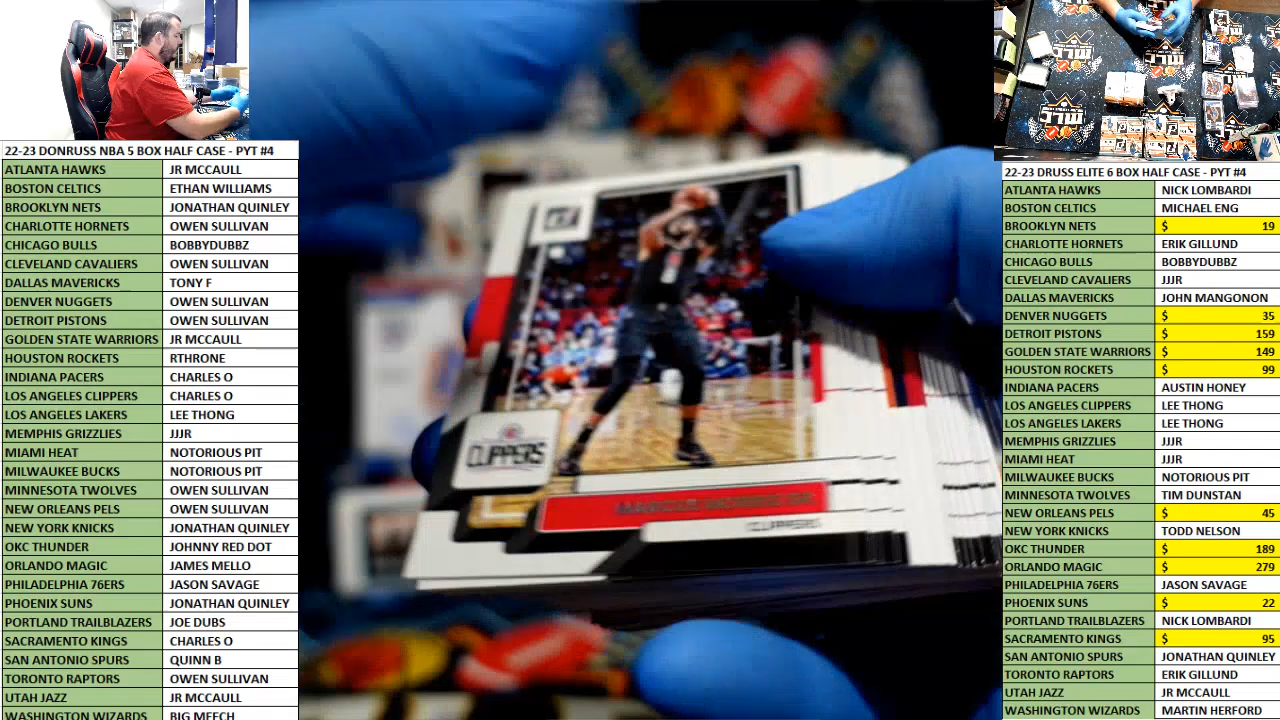 22-23 DONRUSS NBA 5 BOX HALF CASE - PYT #4
ATLANTA HAWKS JR MCCAULL
BOSTON CELTICS ETHAN WILLIAMS
BROOKLYN NETS JONATHAN QUINLEY
CHARLOTTE HORNETS OWEN SULLIVAN
CHICAGO BULLS BOBBYDUBBZ
CLEVELAND CAVALIERS OWEN SULLIVAN
DALLAS MAVERICKS TONY F
DENVER NUGGETS OWEN SULLIVAN
DETROIT PISTONS OWEN SULLIVAN
GOLDEN STATE WARRIORS JR MCCAULL
HOUSTON ROCKETS RTHRONE
INDIANA PACERS CHARLES O
LOS ANGELES CLIPPERS CHARLES O
LOS ANGELES LAKERS LEE THONG
MEMPHIS GRIZZLIES JJJR
MIAMI HEAT NOTORIOUS PIT
MILWAUKEE BUCKS NOTORIOUS PIT
MINNESOTA TWOLVES OWEN SULLIVAN
NEW ORLEANS PELS OWEN SULLIVAN
NEW YORK KNICKS JONATHAN QUINLEY
OKC THUNDER JOHNNY RED DOT
ORLANDO MAGIC JAMES MELLO
PHILADELPHIA 76ERS JASON SAVAGE
PHOENIX SUNS JONATHAN QUINLEY
PORTLAND TRAILBLAZERS JOE DUBS
SACRAMENTO KINGS CHARLES O
SAN ANTONIO SPURS QUINN B
TORONTO RAPTORS OWEN SULLIVAN
UTAH JAZZ JR MCCAULL
WASHINGTON WIZARDS BIG MEECH
CLIPPERS
MARCUS MORRIS SR
CLIPPERS
22-23 DRUSS ELITE 6 BOX HALF CASE - PYT #4
ATLANTA HAWKS NICK LOMBARDI
BOSTON CELTICS MICHAEL ENG
BROOKLYN NETS $ 19
CHARLOTTE HORNETS ERIK GILLUND
CHICAGO BULLS BOBBYDUBBZ
CLEVELAND CAVALIERS JJJR
DALLAS MAVERICKS JOHN MANGONON
DENVER NUGGETS $ 35
DETROIT PISTONS $ 159
GOLDEN STATE WARRIORS $ 149
HOUSTON ROCKETS $ 99
INDIANA PACERS AUSTIN HONEY
LOS ANGELES CLIPPERS LEE THONG
LOS ANGELES LAKERS LEE THONG
MEMPHIS GRIZZLIES JJJR
MIAMI HEAT JJJR
MILWAUKEE BUCKS NOTORIOUS PIT
MINNESOTA TWOLVES TIM DUNSTAN
NEW ORLEANS PELS $ 45
NEW YORK KNICKS TODD NELSON
OKC THUNDER $ 189
ORLANDO MAGIC $ 279
PHILADELPHIA 76ERS JASON SAVAGE
PHOENIX SUNS $ 22
PORTLAND TRAILBLAZERS NICK LOMBARDI
SACRAMENTO KINGS $ 95
SAN ANTONIO SPURS JONATHAN QUINLEY
TORONTO RAPTORS ERIK GILLUND
UTAH JAZZ JR MCCAULL
WASHINGTON WIZARDS MARTIN HERFORD